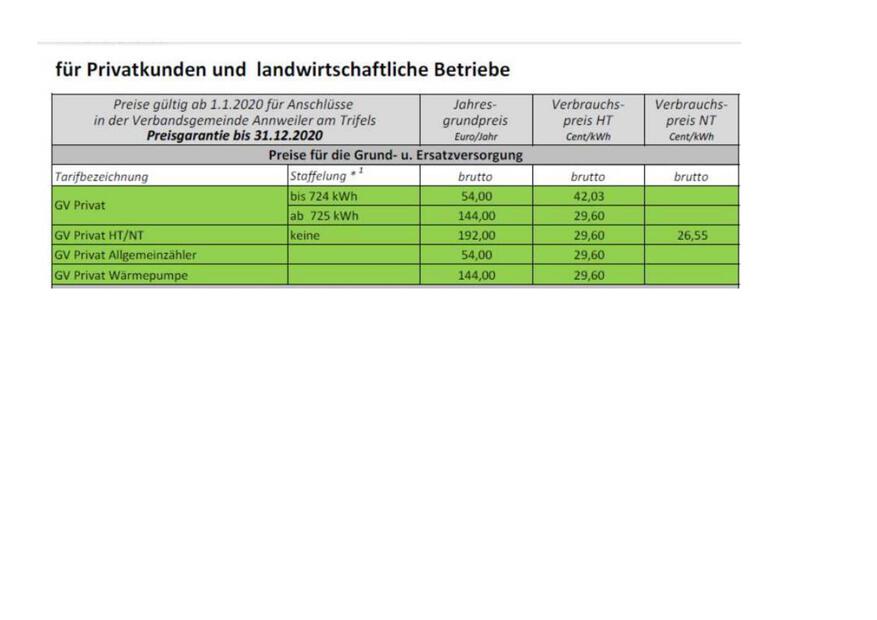 für Privatkunden und landwirtschaftliche Betriebe
Preise gültig ab 1.1.2020 für Anschlüsse
in der Verbandsgemeinde Annweiler am Trifels
Preisgarantie bis 31.12.2020
Jahres-
grundpreis
Euro/Jahr
Verbrauchs-
preis HT
Cent/kWh
Verbrauchs-
preis NT
Cent/kWh
Preise für die Grund- u. Ersatzversorgung
Tarifbezeichnung Staffelung *1 brutto brutto brutto
GV Privat
bis 724 kWh 54,00 42,03
ab 725 kWh 144,00 29,60
GV Privat HT/NT keine 192,00 29,60 26,55
GV Privat Allgemeinzähler 54,00 29,60
GV Privat Wärmepumpe 144,00 29,60